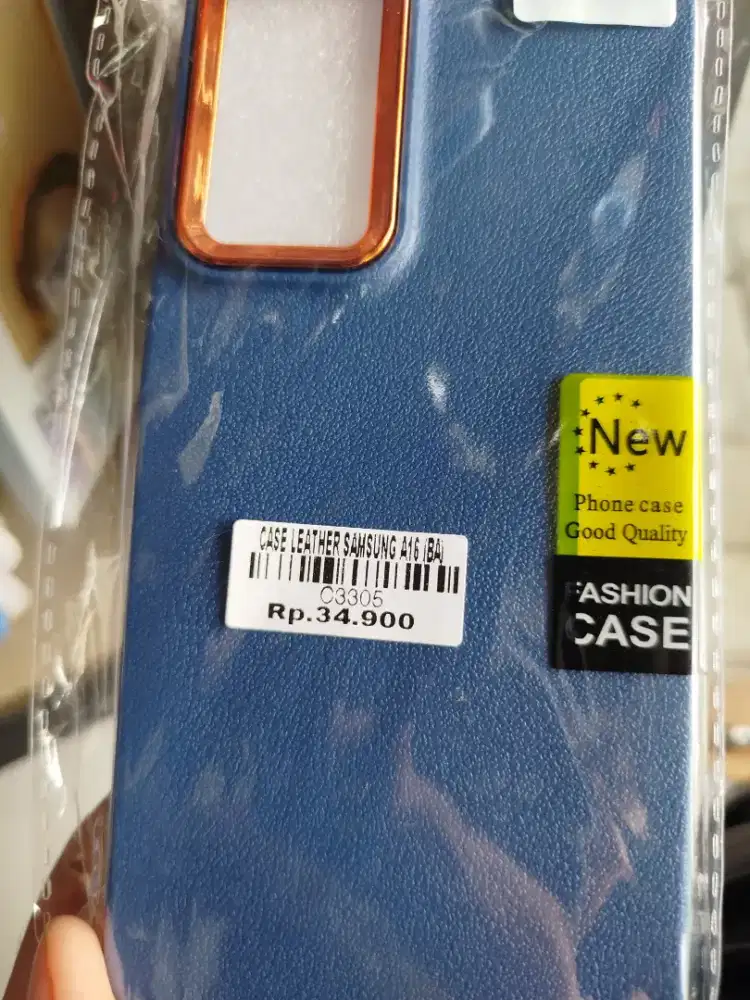 New
Phone case
Good Quality
FASHION
CASE
CASE LEATHER SAMSUNG A16 (BA)
C3305
Rp.34.900